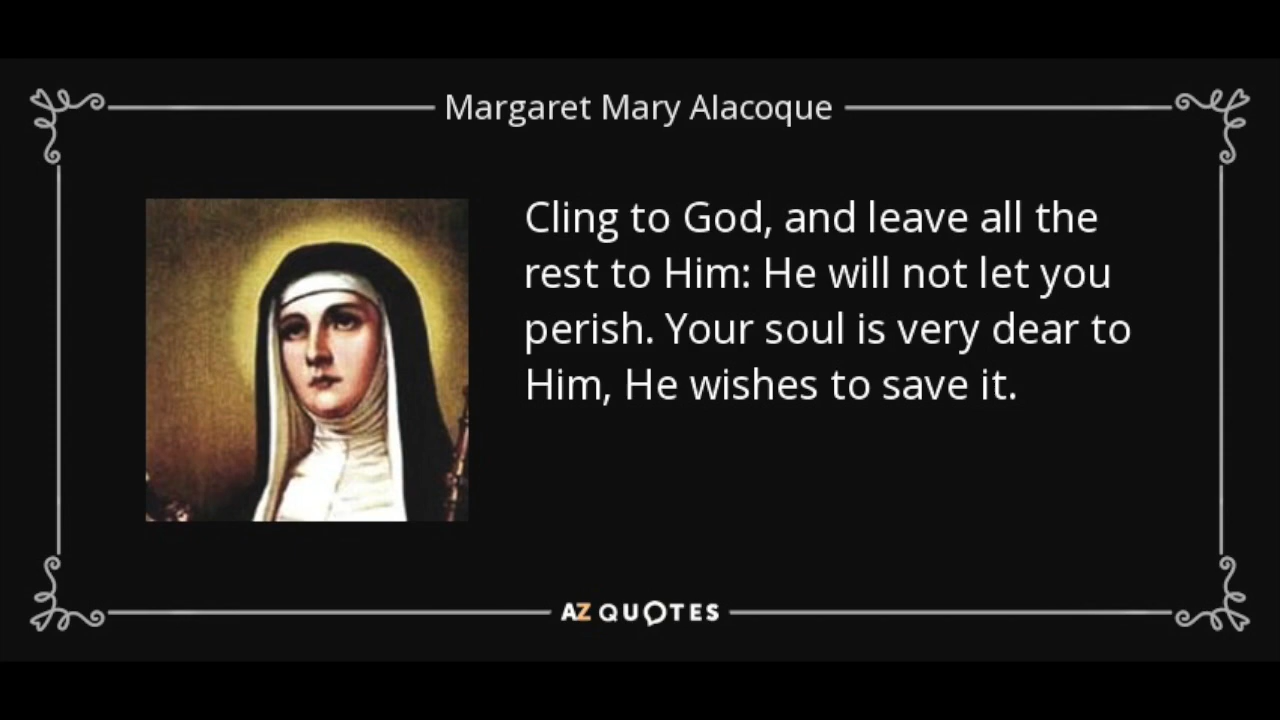 Margaret Mary Alacoque
Cling to God, and leave all the
rest to Him: He will not let you
perish. Your soul is very dear to
Him, He wishes to save it.
AZ QUOTES